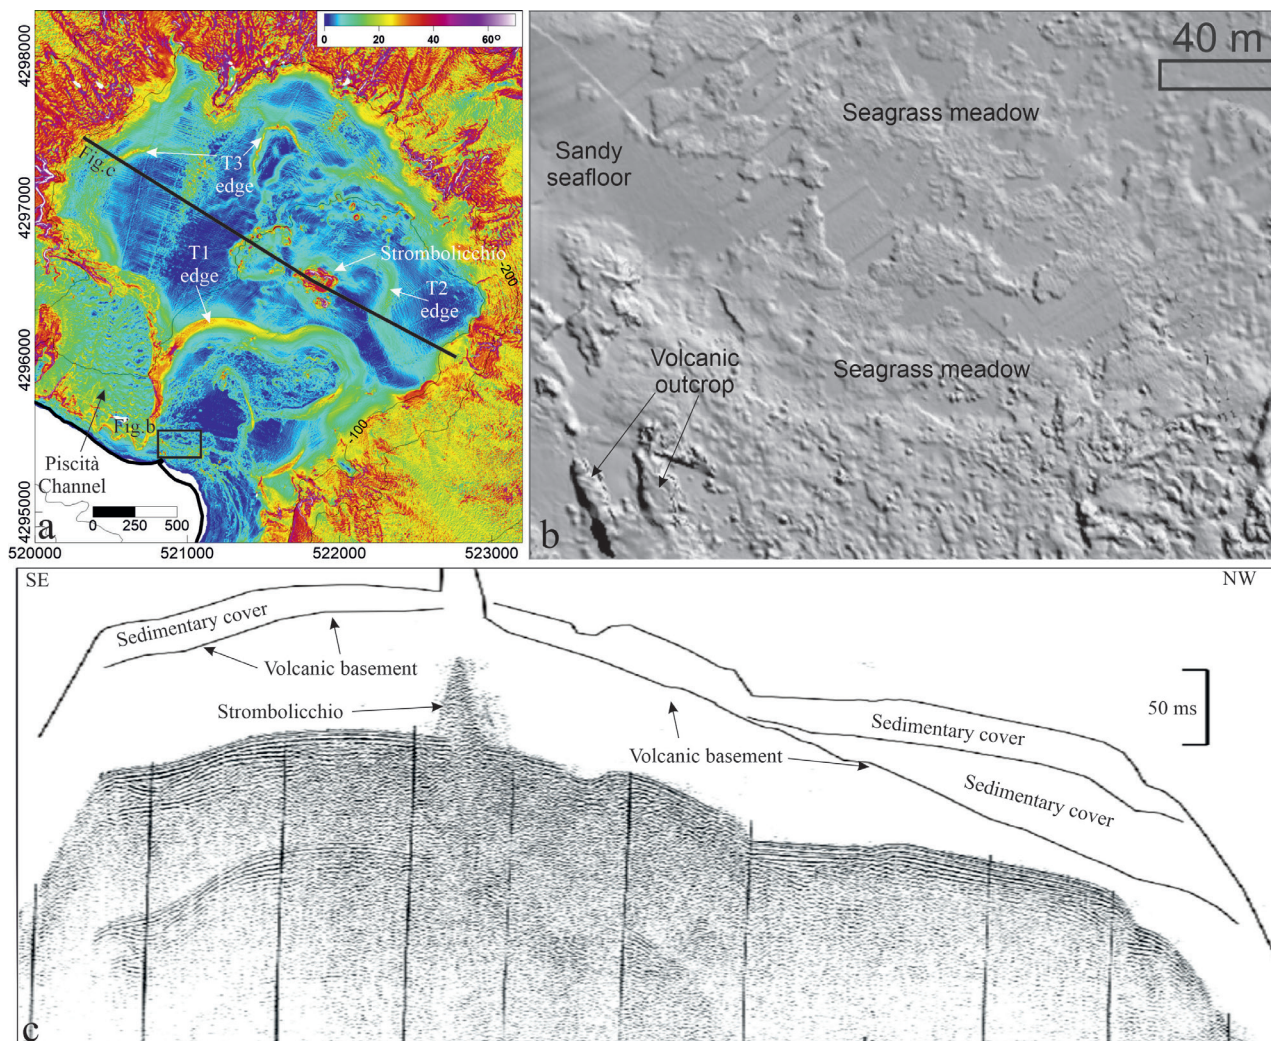 0 20 40 60°
4298000
4297000
4296000
4295000
Fig.c
T3
edge
T1
edge
Strombolicchio
T2
edge
-200
-100
Fig.b
Piscità
Channel
0 250 500
a
520000 521000 522000 523000
40 m
Seagrass meadow
Sandy
seafloor
Volcanic
outcrop
Seagrass meadow
b
SE
NW
Sedimentary cover
Volcanic basement
Strombolicchio
50 ms
Sedimentary cover
Volcanic basement
Sedimentary cover
c